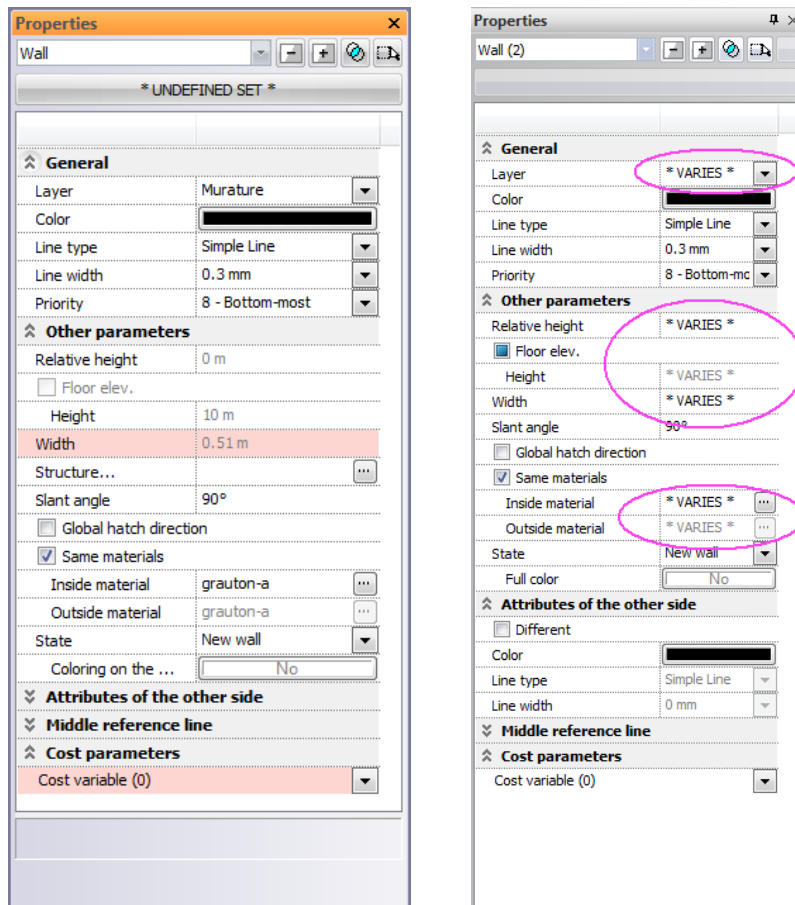 Properties
Wall
* UNDEFINED SET *
General
Layer Murature
Color
Line type Simple Line
Line width 0.3 mm
Priority 8 - Bottom-most
Other parameters
Relative height 0 m
Floor elev.
Height 10 m
Width 0.51 m
Structure...
Slant angle 90°
Global hatch direction
Same materials
Inside material grauton-a
Outside material grauton-a
State New wall
Coloring on the ... No
Attributes of the other side
Middle reference line
Cost parameters
Cost variable (0)
Properties
Wall (2)
General
Layer * VARIES *
Color
Line type Simple Line
Line width 0.3 mm
Priority 8 - Bottom-mc
Other parameters
Relative height * VARIES *
Floor elev.
Height * VARIES *
Width * VARIES *
Slant angle 90°
Global hatch direction
Same materials
Inside material * VARIES *
Outside material * VARIES *
State New wall
Full color No
Attributes of the other side
Different
Color
Line type Simple Line
Line width 0 mm
Middle reference line
Cost parameters
Cost variable (0)